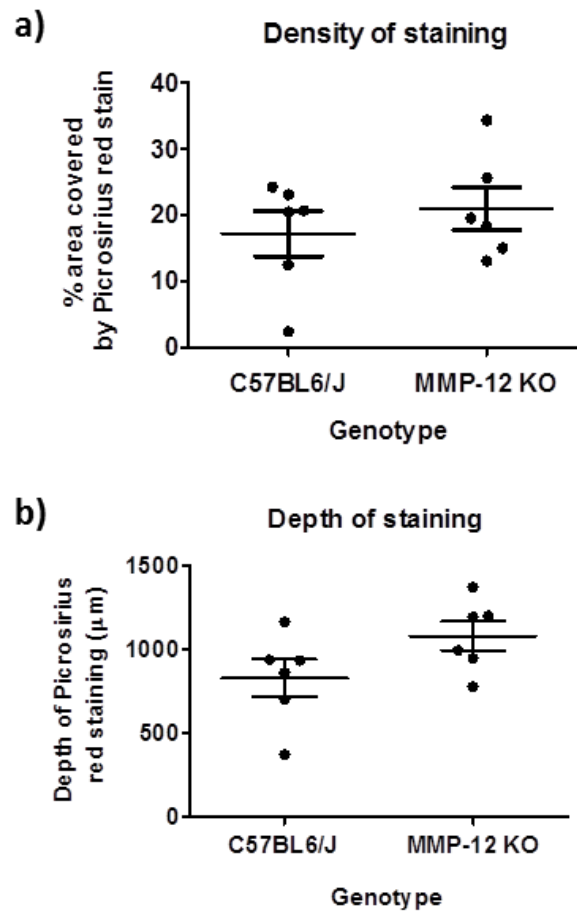 a)
Density of staining
% area covered
by Picrosirius red stain
40
30
20
10
0
C57BL6/J
MMP-12 KO
Genotype
b)
Depth of staining
Depth of Picrosirius
red staining (μm)
1500
1000
500
0
C57BL6/J
MMP-12 KO
Genotype